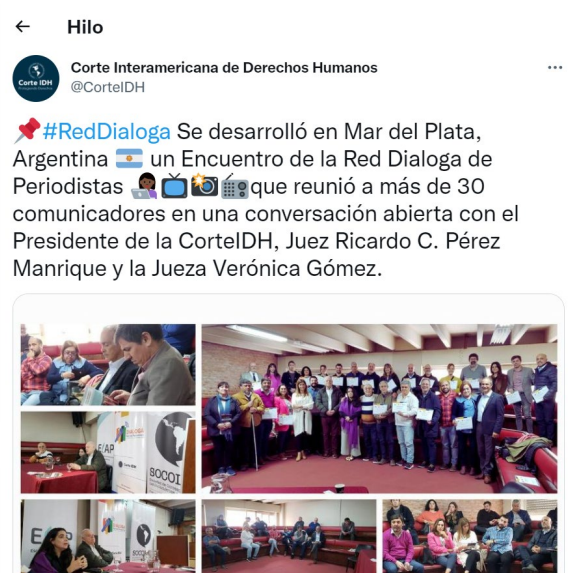 Hilo
Corte Interamericana de Derechos Humanos
@CorteIDH
Corte IDH
#RedDialoga Se desarrolló en Mar del Plata,
Argentina un Encuentro de la Red Dialoga de
Periodistas que reunió a más de 30
comunicadores en una conversación abierta con el
Presidente de la CorteIDH, Juez Ricardo C. Pérez
Manrique y la Jueza Verónica Gómez.